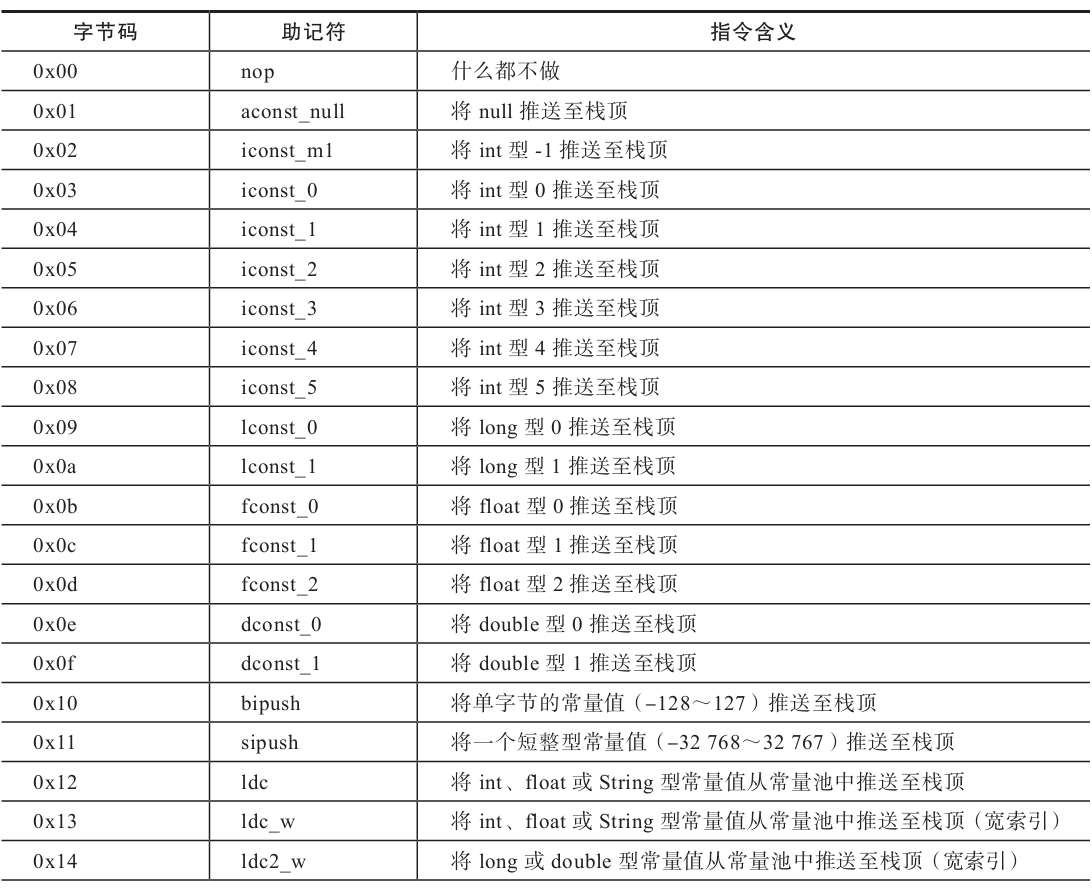 字节码 助记符 指令含义
0x00 nop 什么都不做
0x01 aconst_null 将 null 推送至栈顶
0x02 iconst_m1 将 int 型 -1 推送至栈顶
0x03 iconst_0 将 int 型 0 推送至栈顶
0x04 iconst_1 将 int 型 1 推送至栈顶
0x05 iconst_2 将 int 型 2 推送至栈顶
0x06 iconst_3 将 int 型 3 推送至栈顶
0x07 iconst_4 将 int 型 4 推送至栈顶
0x08 iconst_5 将 int 型 5 推送至栈顶
0x09 lconst_0 将 long 型 0 推送至栈顶
0x0a lconst_1 将 long 型 1 推送至栈顶
0x0b fconst_0 将 float 型 0 推送至栈顶
0x0c fconst_1 将 float 型 1 推送至栈顶
0x0d fconst_2 将 float 型 2 推送至栈顶
0x0e dconst_0 将 double 型 0 推送至栈顶
0x0f dconst_1 将 double 型 1 推送至栈顶
0x10 bipush 将单字节的常量值（–128～127）推送至栈顶
0x11 sipush 将一个短整型常量值（–32 768～32 767）推送至栈顶
0x12 ldc 将 int、float 或 String 型常量值从常量池中推送至栈顶
0x13 ldc_w 将 int、float 或 String 型常量值从常量池中推送至栈顶（宽索引）
0x14 ldc2_w 将 long 或 double 型常量值从常量池中推送至栈顶（宽索引）